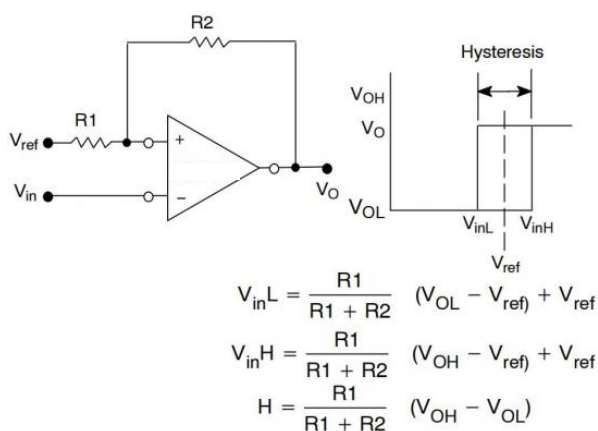 R2
R1
Vref
Vin
+
−
VO
Hysteresis
VOH
VO
VOL
VinL
VinH
Vref
VinL = R1 / (R1 + R2) (VOL − Vref) + Vref
VinH = R1 / (R1 + R2) (VOH − Vref) + Vref
H = R1 / (R1 + R2) (VOH − VOL)